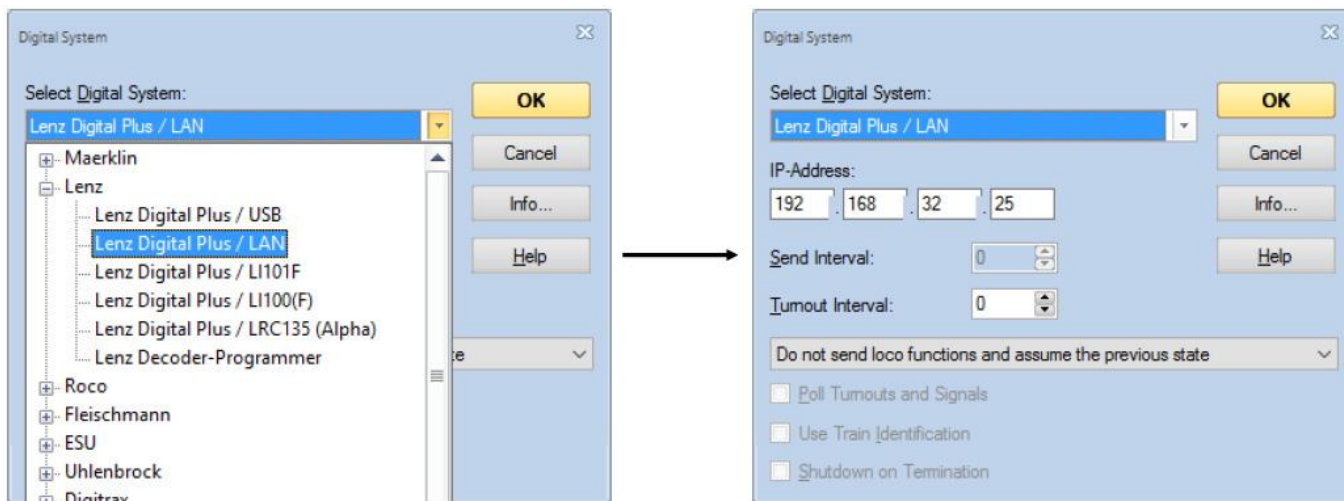 Digital System
Select Digital System:
Lenz Digital Plus / LAN
OK
Maerklin
Cancel
Lenz
Lenz Digital Plus / USB
Info...
Lenz Digital Plus / LAN
Help
Lenz Digital Plus / LI101F
Lenz Digital Plus / LI100(F)
Lenz Digital Plus / LRC135 (Alpha)
Lenz Decoder-Programmer
Roco
Fleischmann
ESU
Uhlenbrock
Digitrax
Digital System
Select Digital System:
OK
Lenz Digital Plus / LAN
Cancel
IP-Address:
192 . 168 . 32 . 25
Info...
Send Interval: 0
Help
Turnout Interval: 0
Do not send loco functions and assume the previous state
Poll Turnouts and Signals
Use Train Identification
Shutdown on Termination